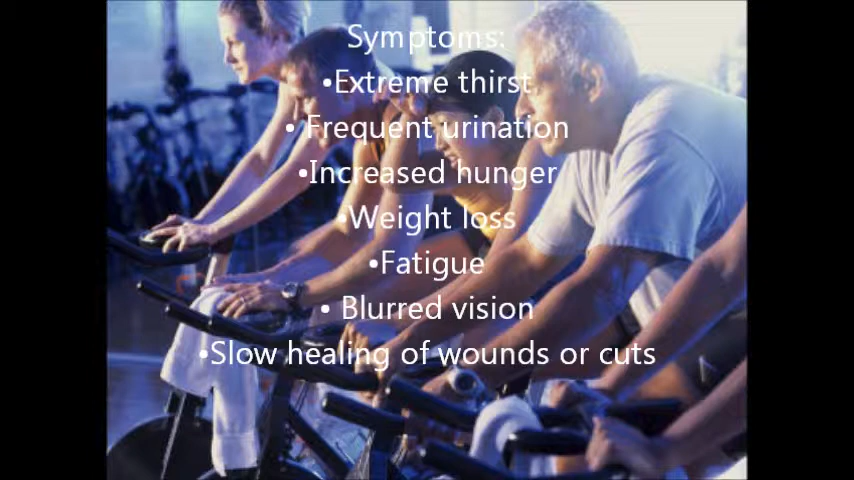 Symptoms:
•Extreme thirst
• Frequent urination
•Increased hunger
•Weight loss
•Fatigue
• Blurred vision
•Slow healing of wounds or cuts